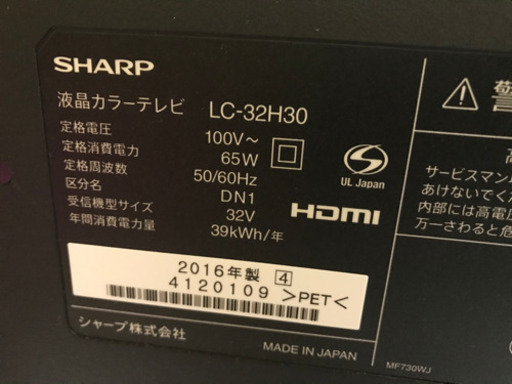 SHARP
液晶カラーテレビ LC-32H30
定格電圧 100V～
定格消費電力 65W
定格周波数 50/60Hz
区分名 DN1
受信機型サイズ 32V
年間消費電力量 39kWh/年
UL Japan
HDMI
2016年製 4
4120109 >PET<
シャープ株式会社
MADE IN JAPAN
MF730WJ
サービスマン
あけないでくだ
内部には高電圧
万一さわると危